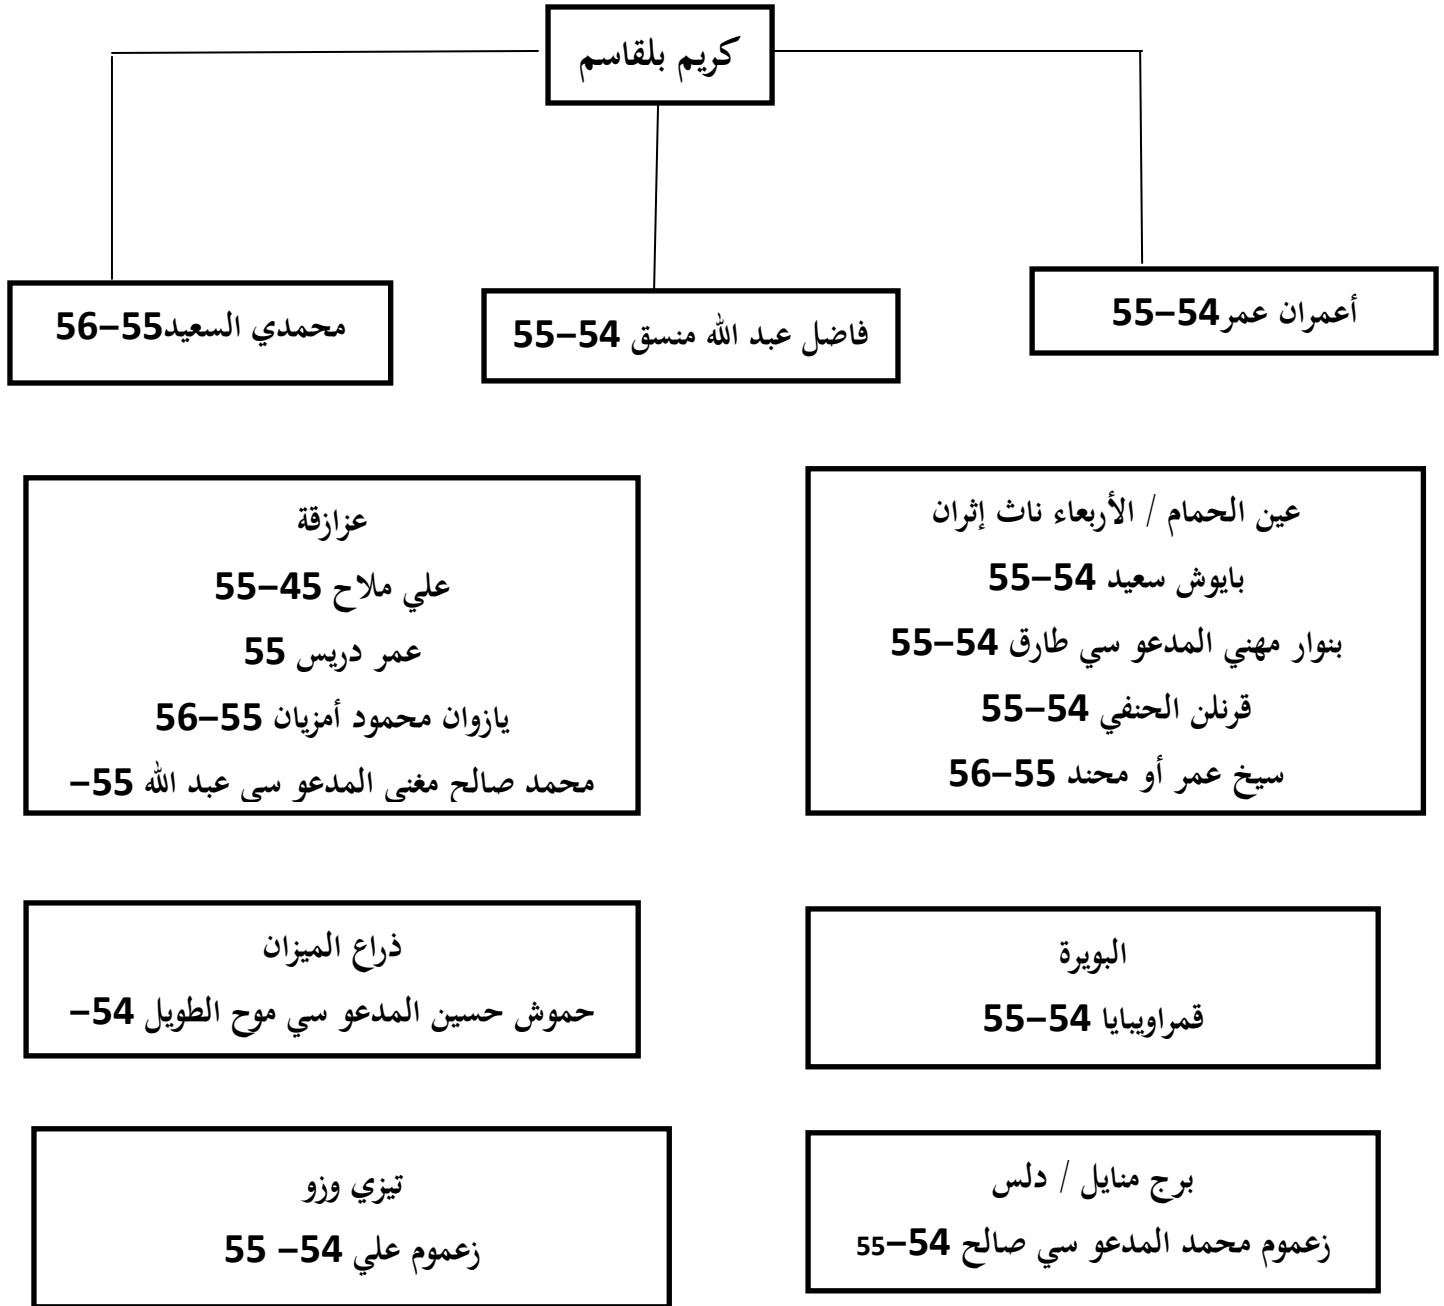 كريم بلقاسم
أعمران عمر54–55
فاضل عبد الله منسق 54–55
محمدي السعيد55–56
عين الحمام / الأربعاء ناث إثران
بايوش سعيد 54–55
بنوار مهني المدعو سي طارق 54–55
قرنلن الحنفي 54–55
سيخ عمر أو محند 55–56
عزازقة
علي ملاح 45–55
عمر دريس 55
يازوان محمود أمزيان 55–56
محمد صالح مغني المدعو سي عبد الله 55–
البويرة
قمراويبايا 54–55
ذراع الميزان
حموش حسين المدعو سي موح الطويل 54–
برج منايل / دلس
زعموم محمد المدعو سي صالح 54–55
تيزي وزو
زعموم علي 54– 55